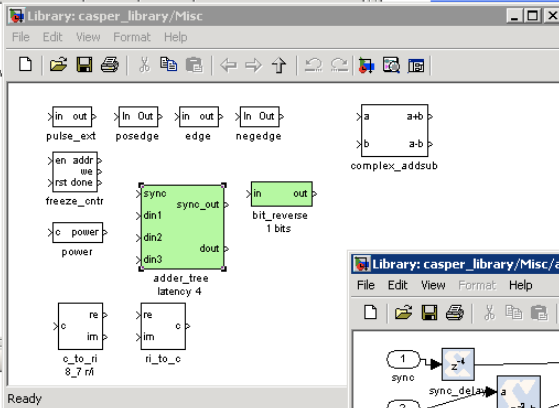 Library: casper_library/Misc
File Edit View Format Help
in out
pulse_ext
In Out
posedge
in out
edge
In Out
negedge
a a+b
b a-b
complex_addsub
en addr
we
rst done
freeze_cntr
c power
power
sync
sync_out
din1
din2
dout
din3
adder_tree
latency 4
in out
bit_reverse
1 bits
re
c
im
c_to_ri
8_7 r/i
re
c
im
ri_to_c
Ready
Library: casper_library/Misc/a
File Edit View Format Help
1
sync
z-4
sync_delay
a
2